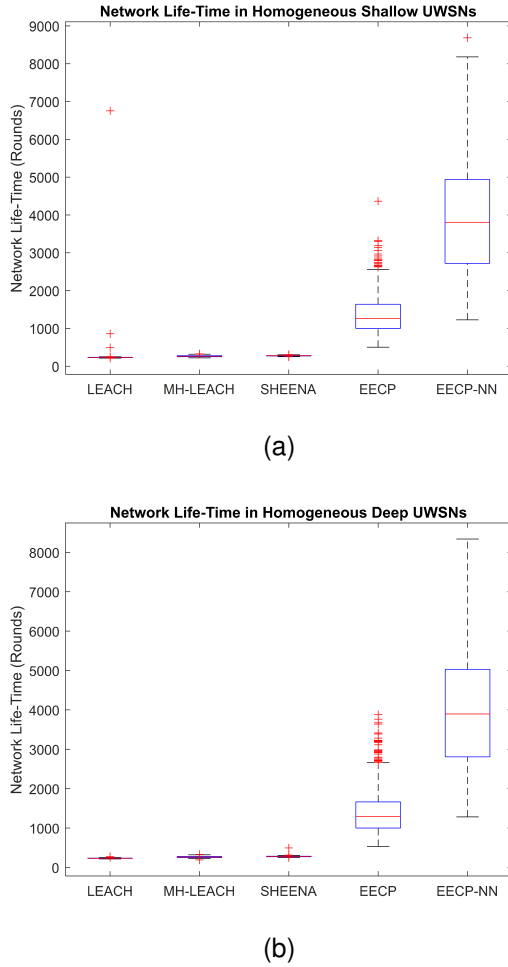 Network Life-Time in Homogeneous Shallow UWSNs
Network Life-Time (Rounds)
9000
8000
7000
6000
5000
4000
3000
2000
1000
0
LEACH MH-LEACH SHEENA EECP EECP-NN
(a)
Network Life-Time in Homogeneous Deep UWSNs
Network Life-Time (Rounds)
8000
7000
6000
5000
4000
3000
2000
1000
0
LEACH MH-LEACH SHEENA EECP EECP-NN
(b)